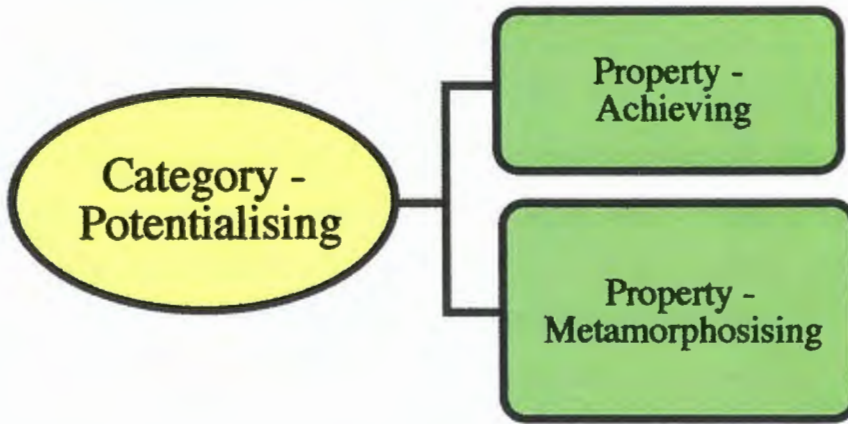 Category -
Potentialising
Property -
Achieving
Property -
Metamorphosising